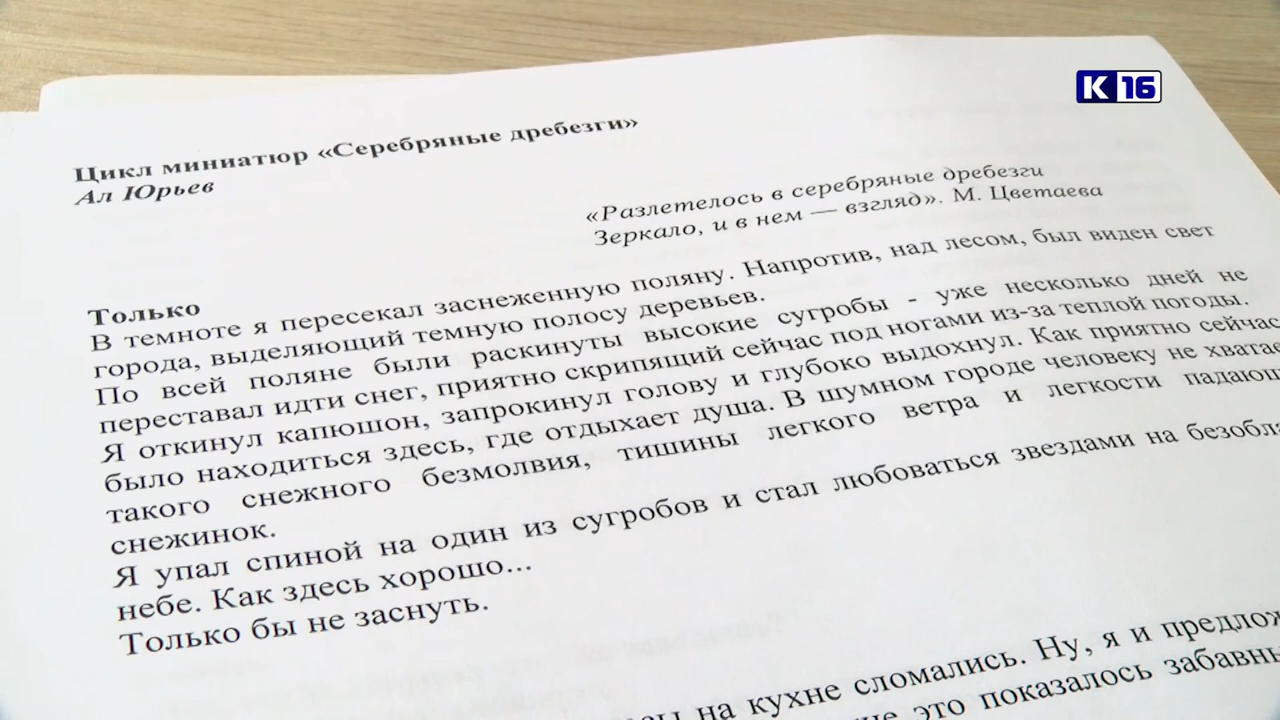 К 16
Цикл миниатюр «Серебряные дребезги»
Ал Юрьев
«Разлетелось в серебряные дребезги
Зеркало, и в нем — взгляд». М. Цветаева
Только
В темноте я пересекал заснеженную поляну. Напротив, над лесом, был виден свет
города, выделяющий темную полосу деревьев.
По всей поляне были раскинуты высокие сугробы - уже несколько дней не
переставал идти снег, приятно скрипящий сейчас под ногами из-за теплой погоды.
Я откинул капюшон, запрокинул голову и глубоко выдохнул. Как приятно сейчас
было находиться здесь, где отдыхает душа. В шумном городе человеку не хватае
такого снежного безмолвия, тишины легкого ветра и легкости падающ
снежинок.
Я упал спиной на один из сугробов и стал любоваться звездами на безобла
небе. Как здесь хорошо...
Только бы не заснуть.
на кухне сломались. Ну, я и предлож
это показалось забавны